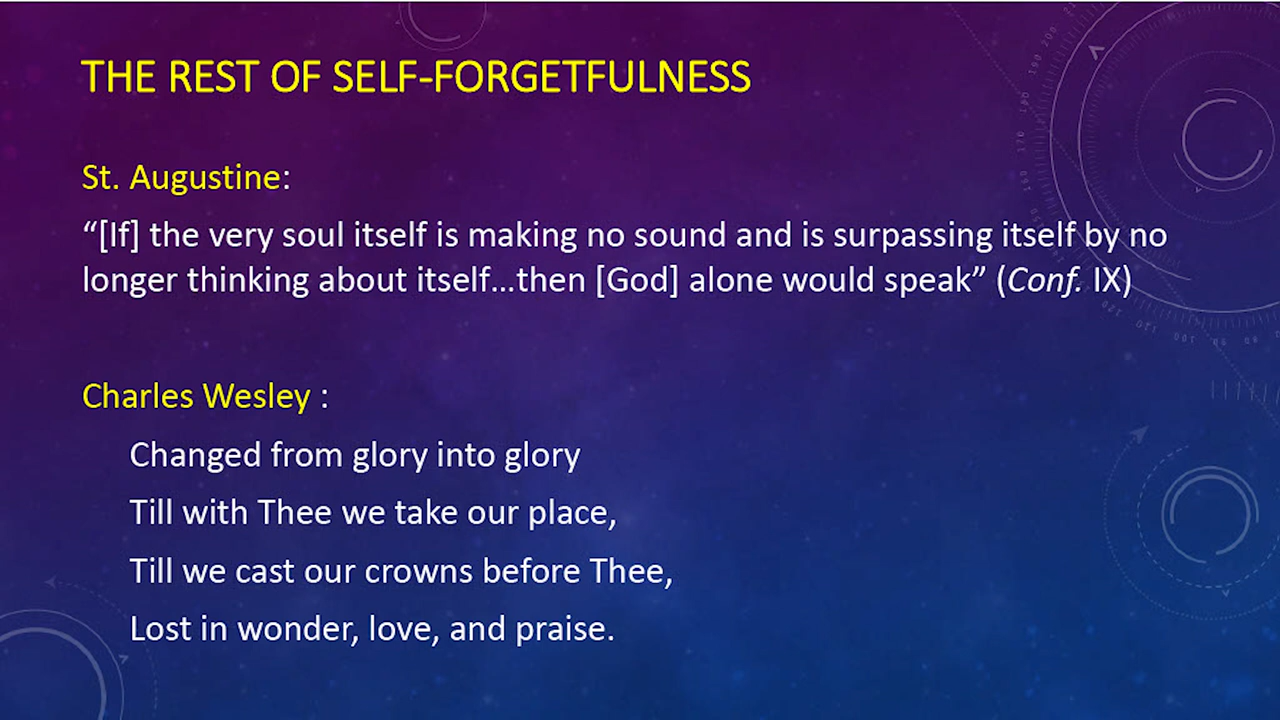 THE REST OF SELF-FORGETFULNESS
St. Augustine:
“[If] the very soul itself is making no sound and is surpassing itself by no
longer thinking about itself…then [God] alone would speak” (Conf. IX)
Charles Wesley :
Changed from glory into glory
Till with Thee we take our place,
Till we cast our crowns before Thee,
Lost in wonder, love, and praise.